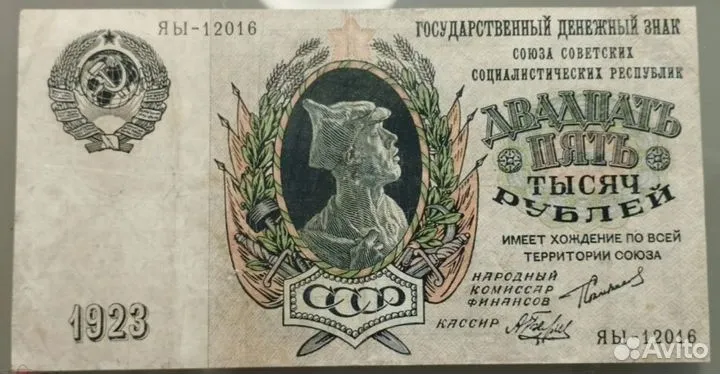 ЯЫ-12016
ГОСУДАРСТВЕННЫЙ ДЕНЕЖНЫЙ ЗНАК
СОЮЗА СОВЕТСКИХ
СОЦИАЛИСТИЧЕСКИХ РЕСПУБЛИК
ДВАДЦАТЬ
ПЯТЬ
ТЫСЯЧ
РУБЛЕЙ
ИМЕЕТ ХОЖДЕНИЕ ПО ВСЕЙ
ТЕРРИТОРИИ СОЮЗА
НАРОДНЫЙ
КОМИССАР
ФИНАНСОВ
КАССИР
СССР
1923
ЯЫ-12016
Avito